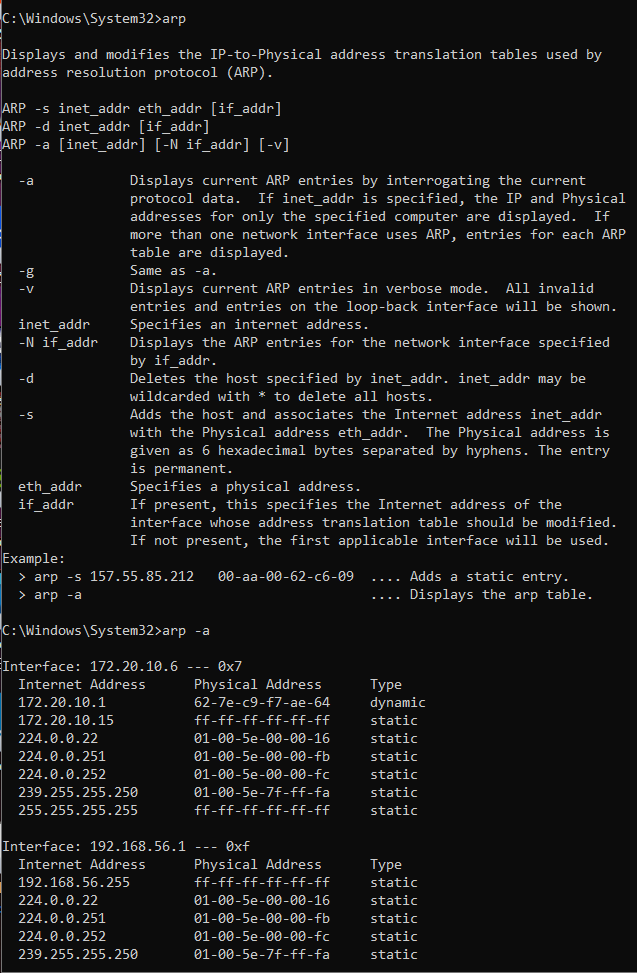 C:\Windows\System32>arp
Displays and modifies the IP-to-Physical address translation tables used by
address resolution protocol (ARP).
ARP -s inet_addr eth_addr [if_addr]
ARP -d inet_addr [if_addr]
ARP -a [inet_addr] [-N if_addr] [-v]
  -a            Displays current ARP entries by interrogating the current
                protocol data.  If inet_addr is specified, the IP and Physical
                addresses for only the specified computer are displayed.  If
                more than one network interface uses ARP, entries for each ARP
                table are displayed.
  -g            Same as -a.
  -v            Displays current ARP entries in verbose mode.  All invalid
                entries and entries on the loop-back interface will be shown.
  inet_addr     Specifies an internet address.
  -N if_addr    Displays the ARP entries for the network interface specified
                by if_addr.
  -d            Deletes the host specified by inet_addr. inet_addr may be
                wildcarded with * to delete all hosts.
  -s            Adds the host and associates the Internet address inet_addr
                with the Physical address eth_addr.  The Physical address is
                given as 6 hexadecimal bytes separated by hyphens. The entry
                is permanent.
  eth_addr      Specifies a physical address.
  if_addr       If present, this specifies the Internet address of the
                interface whose address translation table should be modified.
                If not present, the first applicable interface will be used.
Example:
  > arp -s 157.55.85.212   00-aa-00-62-c6-09  .... Adds a static entry.
  > arp -a                                    .... Displays the arp table.
C:\Windows\System32>arp -a
Interface: 172.20.10.6 --- 0x7
  Internet Address      Physical Address      Type
  172.20.10.1           62-7e-c9-f7-ae-64     dynamic
  172.20.10.15          ff-ff-ff-ff-ff-ff     static
  224.0.0.22            01-00-5e-00-00-16     static
  224.0.0.251           01-00-5e-00-00-fb     static
  224.0.0.252           01-00-5e-00-00-fc     static
  239.255.255.250       01-00-5e-7f-ff-fa     static
  255.255.255.255       ff-ff-ff-ff-ff-ff     static
Interface: 192.168.56.1 --- 0xf
  Internet Address      Physical Address      Type
  192.168.56.255        ff-ff-ff-ff-ff-ff     static
  224.0.0.22            01-00-5e-00-00-16     static
  224.0.0.251           01-00-5e-00-00-fb     static
  224.0.0.252           01-00-5e-00-00-fc     static
  239.255.255.250       01-00-5e-7f-ff-fa     static